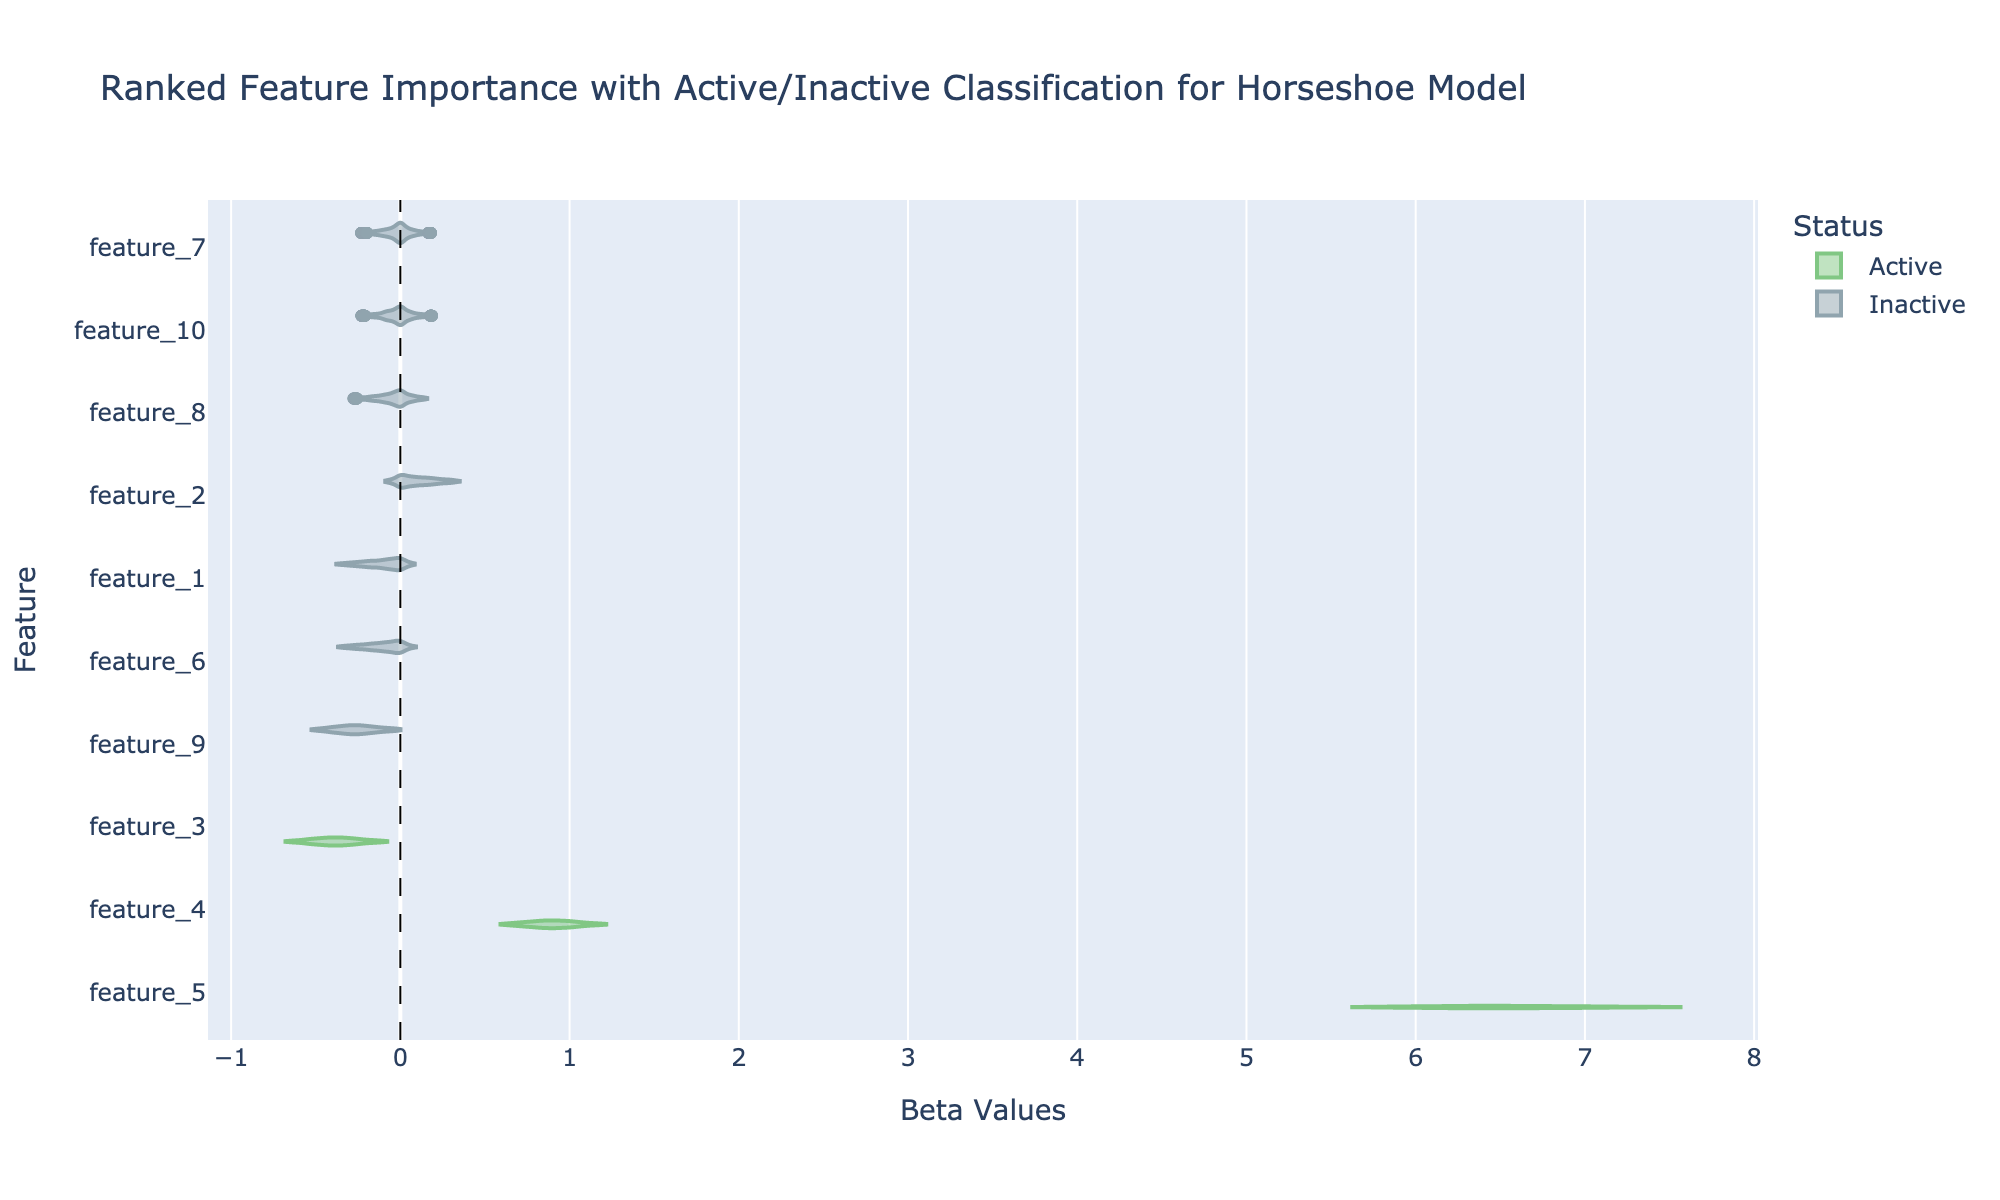 Ranked Feature Importance with Active/Inactive Classification for Horseshoe Model
Status
Active
Inactive
Feature
feature_7
feature_10
feature_8
feature_2
feature_1
feature_6
feature_9
feature_3
feature_4
feature_5
−1 0 1 2 3 4 5 6 7 8
Beta Values